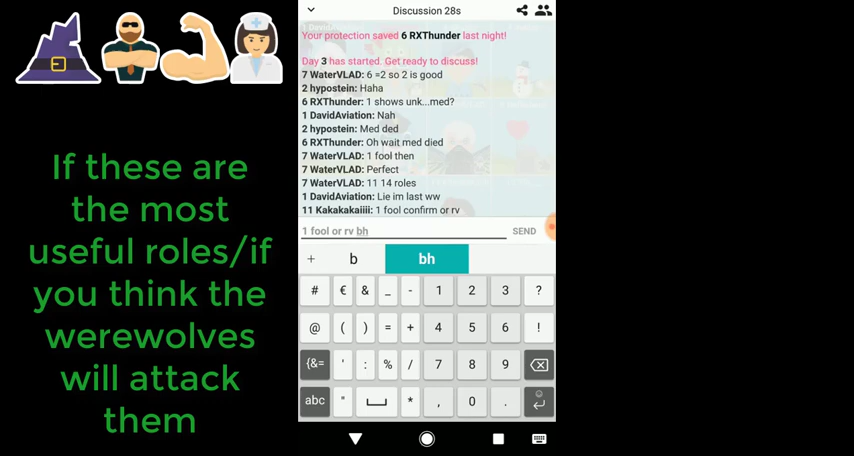 If these are
the most
useful roles/if
you think the
werewolves
will attack
them
Discussion 28s
Your protection saved 6 RXThunder last night!
Day 3 has started. Get ready to discuss!
7 WaterVLAD: 6 =2 so 2 is good
2 hypostein: Haha
6 RXThunder: 1 shows unk...med?
1 DavidAviation: Nah
2 hypostein: Med ded
6 RXThunder: Oh wait med died
7 WaterVLAD: 1 fool then
7 WaterVLAD: Perfect
7 WaterVLAD: 11 14 roles
1 DavidAviation: Lie im last ww
11 Kakakakaiiii: 1 fool confirm or rv
1 fool or rv bh
SEND
+ b bh
# € & _ - 1 2 3 ?
@ ( ) = + 4 5 6 !
{&= ' : % / 7 8 9
abc " * , 0 .